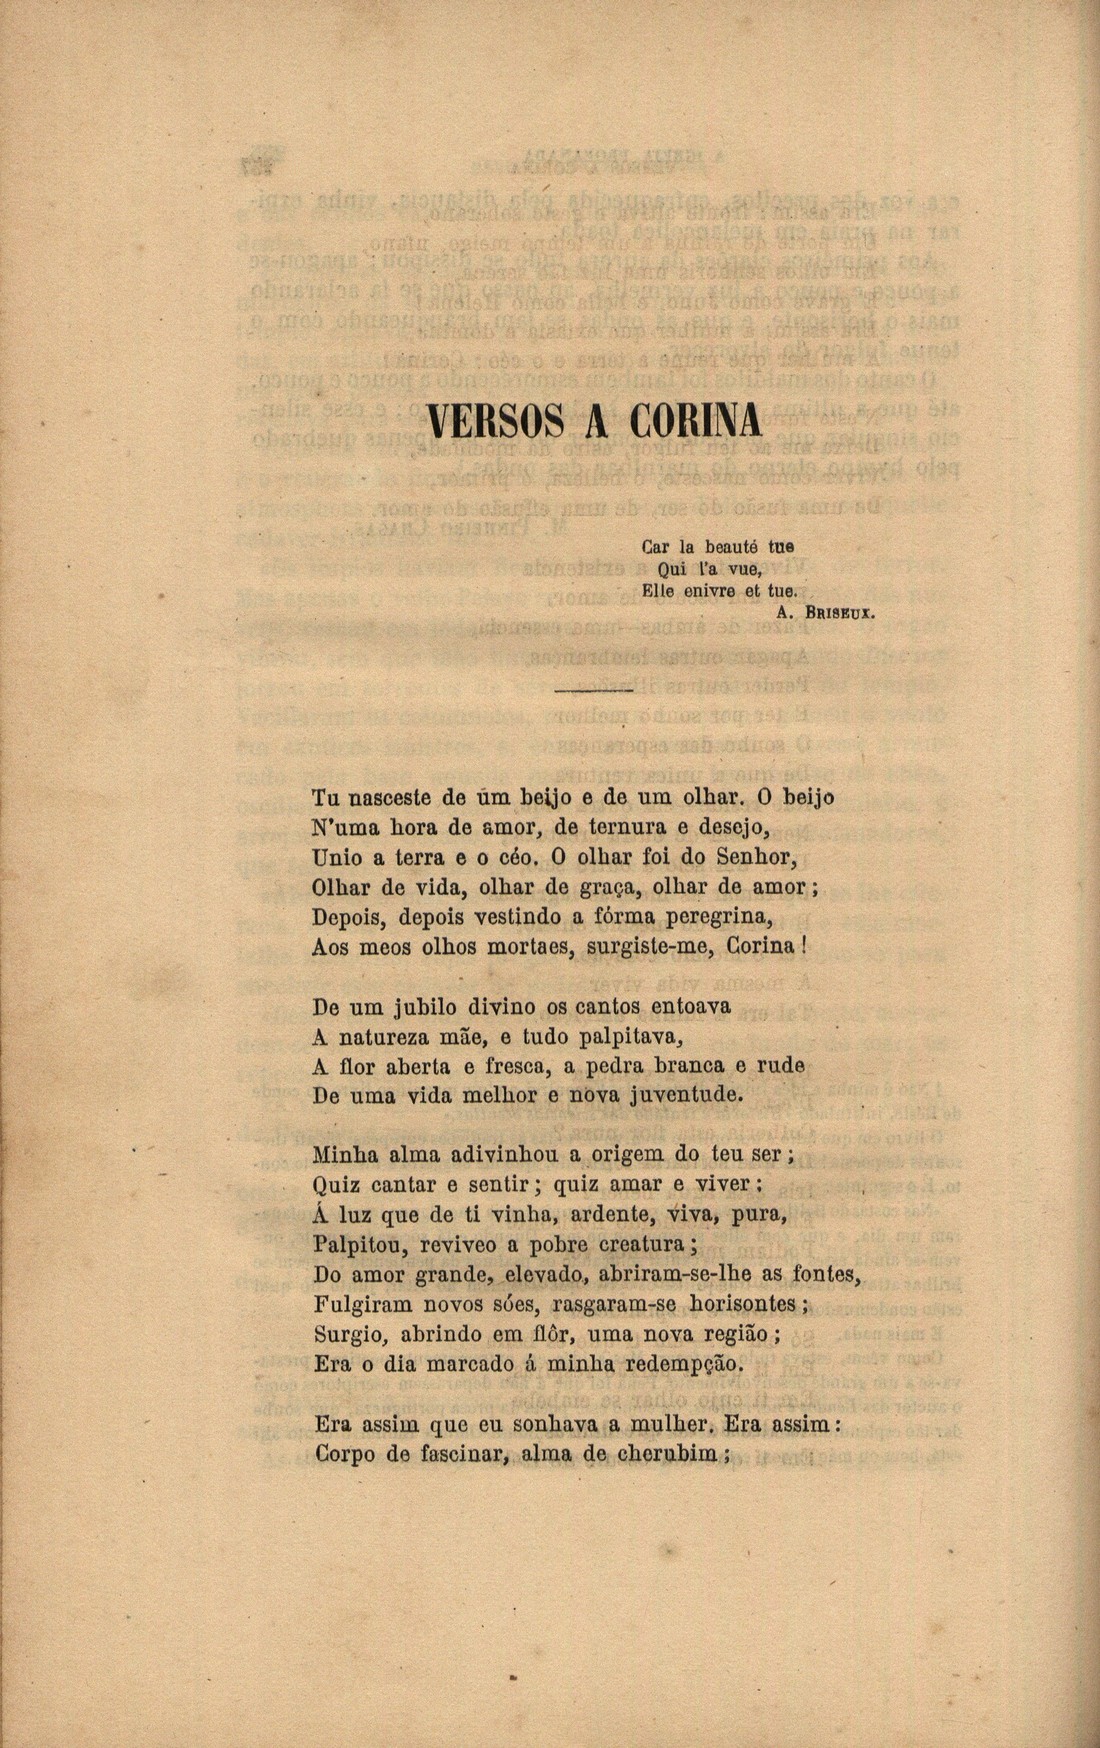 VERSOS A CORINA
Car la beauté tue
Qui l'a vue,
Elle enivre et tue.
A. BRISEUX.
Tu nasceste de um beijo e de um olhar. O beijo
N'uma hora de amor, de ternura e desejo,
Unio a terra e o céo. O olhar foi do Senhor,
Olhar de vida, olhar de graça, olhar de amor;
Depois, depois vestindo a fórma peregrina,
Aos meos olhos mortaes, surgiste-me, Corina!
De um jubilo divino os cantos entoava
A natureza mãe, e tudo palpitava,
A flor aberta e fresca, a pedra branca e rude
De uma vida melhor e nova juventude.
Minha alma adivinhou a origem do teu ser;
Quiz cantar e sentir; quiz amar e viver;
Á luz que de ti vinha, ardente, viva, pura,
Palpitou, reviveo a pobre creatura;
Do amor grande, elevado, abriram-se-lhe as fontes,
Fulgiram novos sóes, rasgaram-se horisontes;
Surgio, abrindo em flôr, uma nova região;
Era o dia marcado á minha redempção.
Era assim que eu sonhava a mulher. Era assim:
Corpo de fascinar, alma de cherubim;